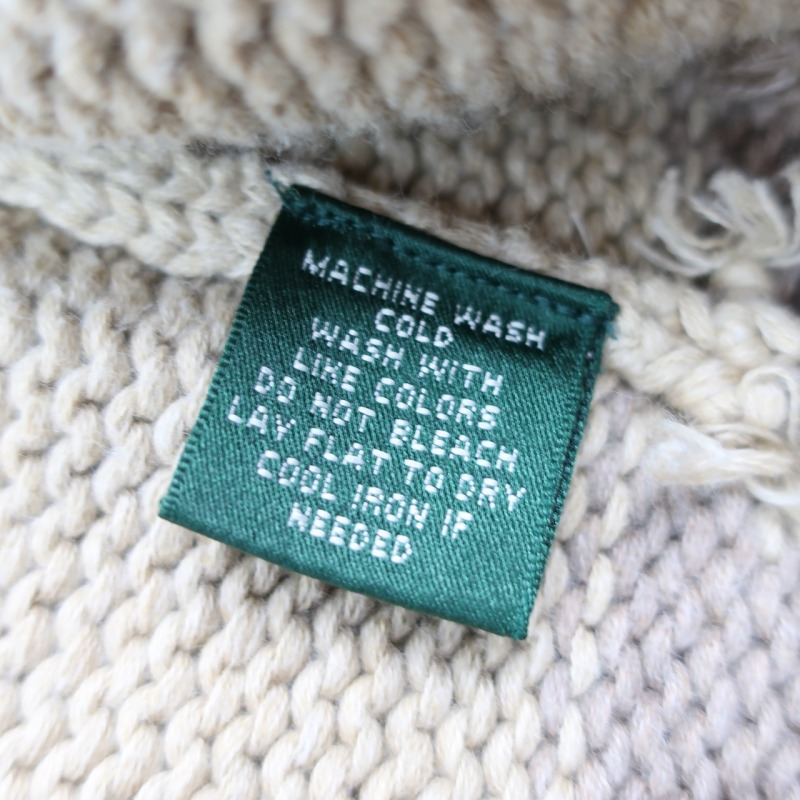 MACHINE WASH
COLD
WASH WITH
LIKE COLORS
DO NOT BLEACH
LAY FLAT TO DRY
COOL IRON IF
NEEDED